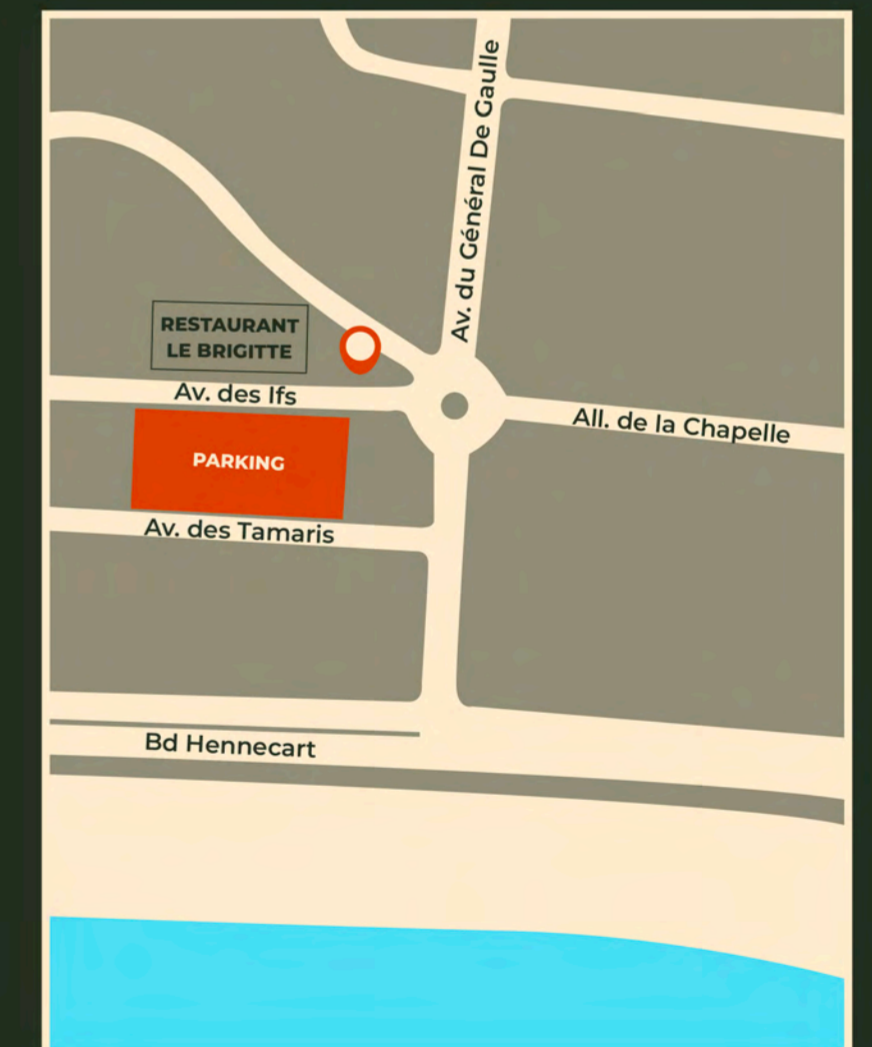 Av. du Général De Gaulle
RESTAURANT
LE BRIGITTE
Av. des Ifs
All. de la Chapelle
PARKING
Av. des Tamaris
Bd Hennecart